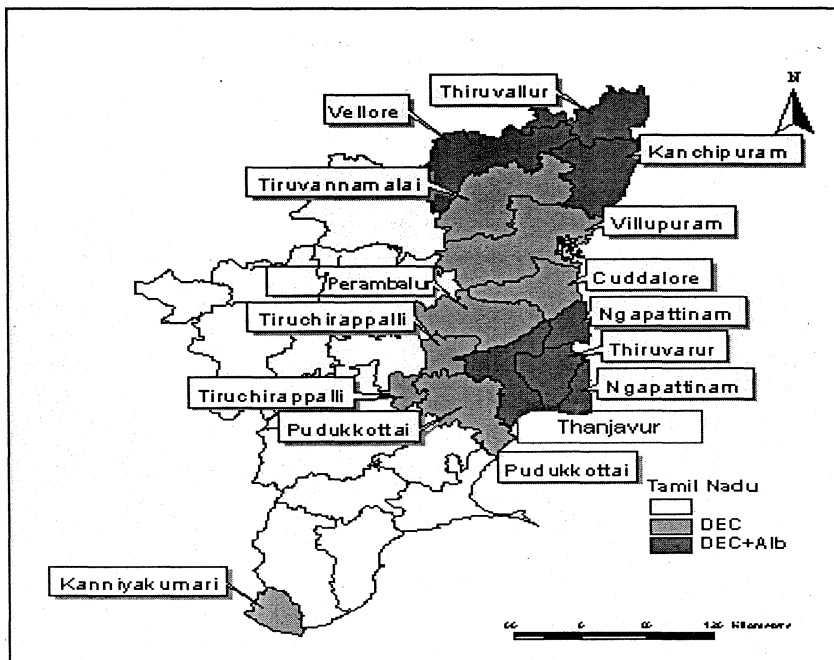 N
Thiruvallur
Vellore
Kanchipuram
Tiruvannamalai
Villupuram
Perambalur
Cuddalore
Ngapattinam
Tiruchirappalli
Thiruvarur
Tiruchirappalli
Ngapattinam
Pudukkottai
Thanjavur
Pudukkottai
Tamil Nadu
DEC
DEC+Alb
Kanniyakumari
0